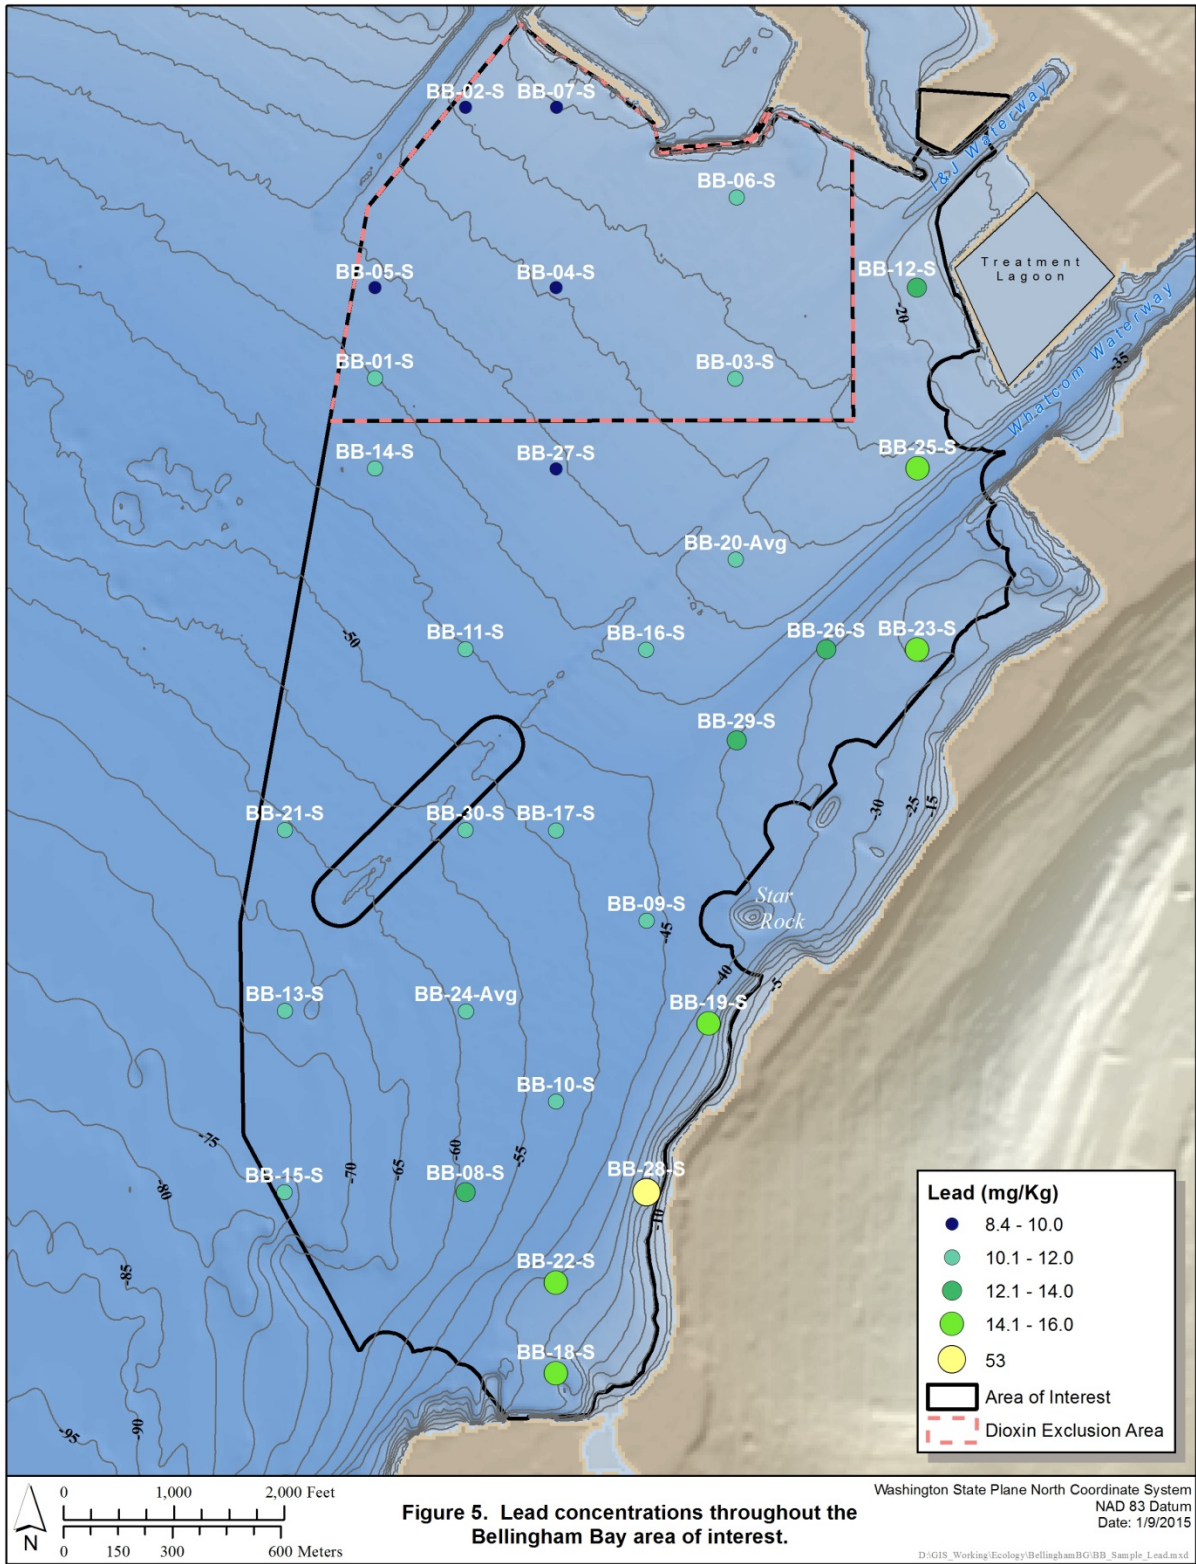 BB-02-S
BB-07-S
I&J Waterway
BB-06-S
BB-05-S
BB-04-S
BB-12-S
Treatment
Lagoon
-20
Whatcom Waterway
-35
BB-01-S
BB-03-S
BB-14-S
BB-27-S
BB-25-S
BB-20-Avg
-50
BB-11-S
BB-16-S
BB-26-S
BB-23-S
BB-29-S
-30
-25
-15
BB-21-S
BB-30-S
BB-17-S
Star
Rock
BB-09-S
-45
-40
-5
BB-13-S
BB-24-Avg
BB-19-S
BB-10-S
-75
-80
-70
-65
-60
-55
BB-15-S
BB-08-S
BB-28-S
-10
-85
BB-22-S
BB-18-S
-90
-95
Lead (mg/Kg)
8.4 - 10.0
10.1 - 12.0
12.1 - 14.0
14.1 - 16.0
53
Area of Interest
Dioxin Exclusion Area
N
0 1,000 2,000 Feet
0 150 300 600 Meters
Figure 5. Lead concentrations throughout the
Bellingham Bay area of interest.
Washington State Plane North Coordinate System
NAD 83 Datum
Date: 1/9/2015
D:\GIS_Working\Ecology\BellinghamBG\BB_Sample_Lead.mxd